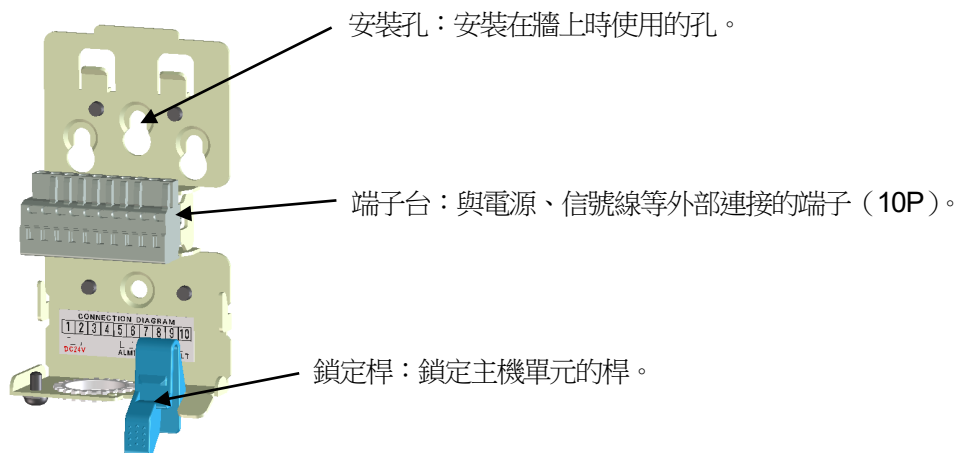 安裝孔：安裝在牆上時使用的孔。
端子台：與電源、信號線等外部連接的端子（10P）。
CONNECTION DIAGRAM
1 2 3 4 5 6 7 8 9 10
DC24V
鎖定桿：鎖定主機單元的桿。